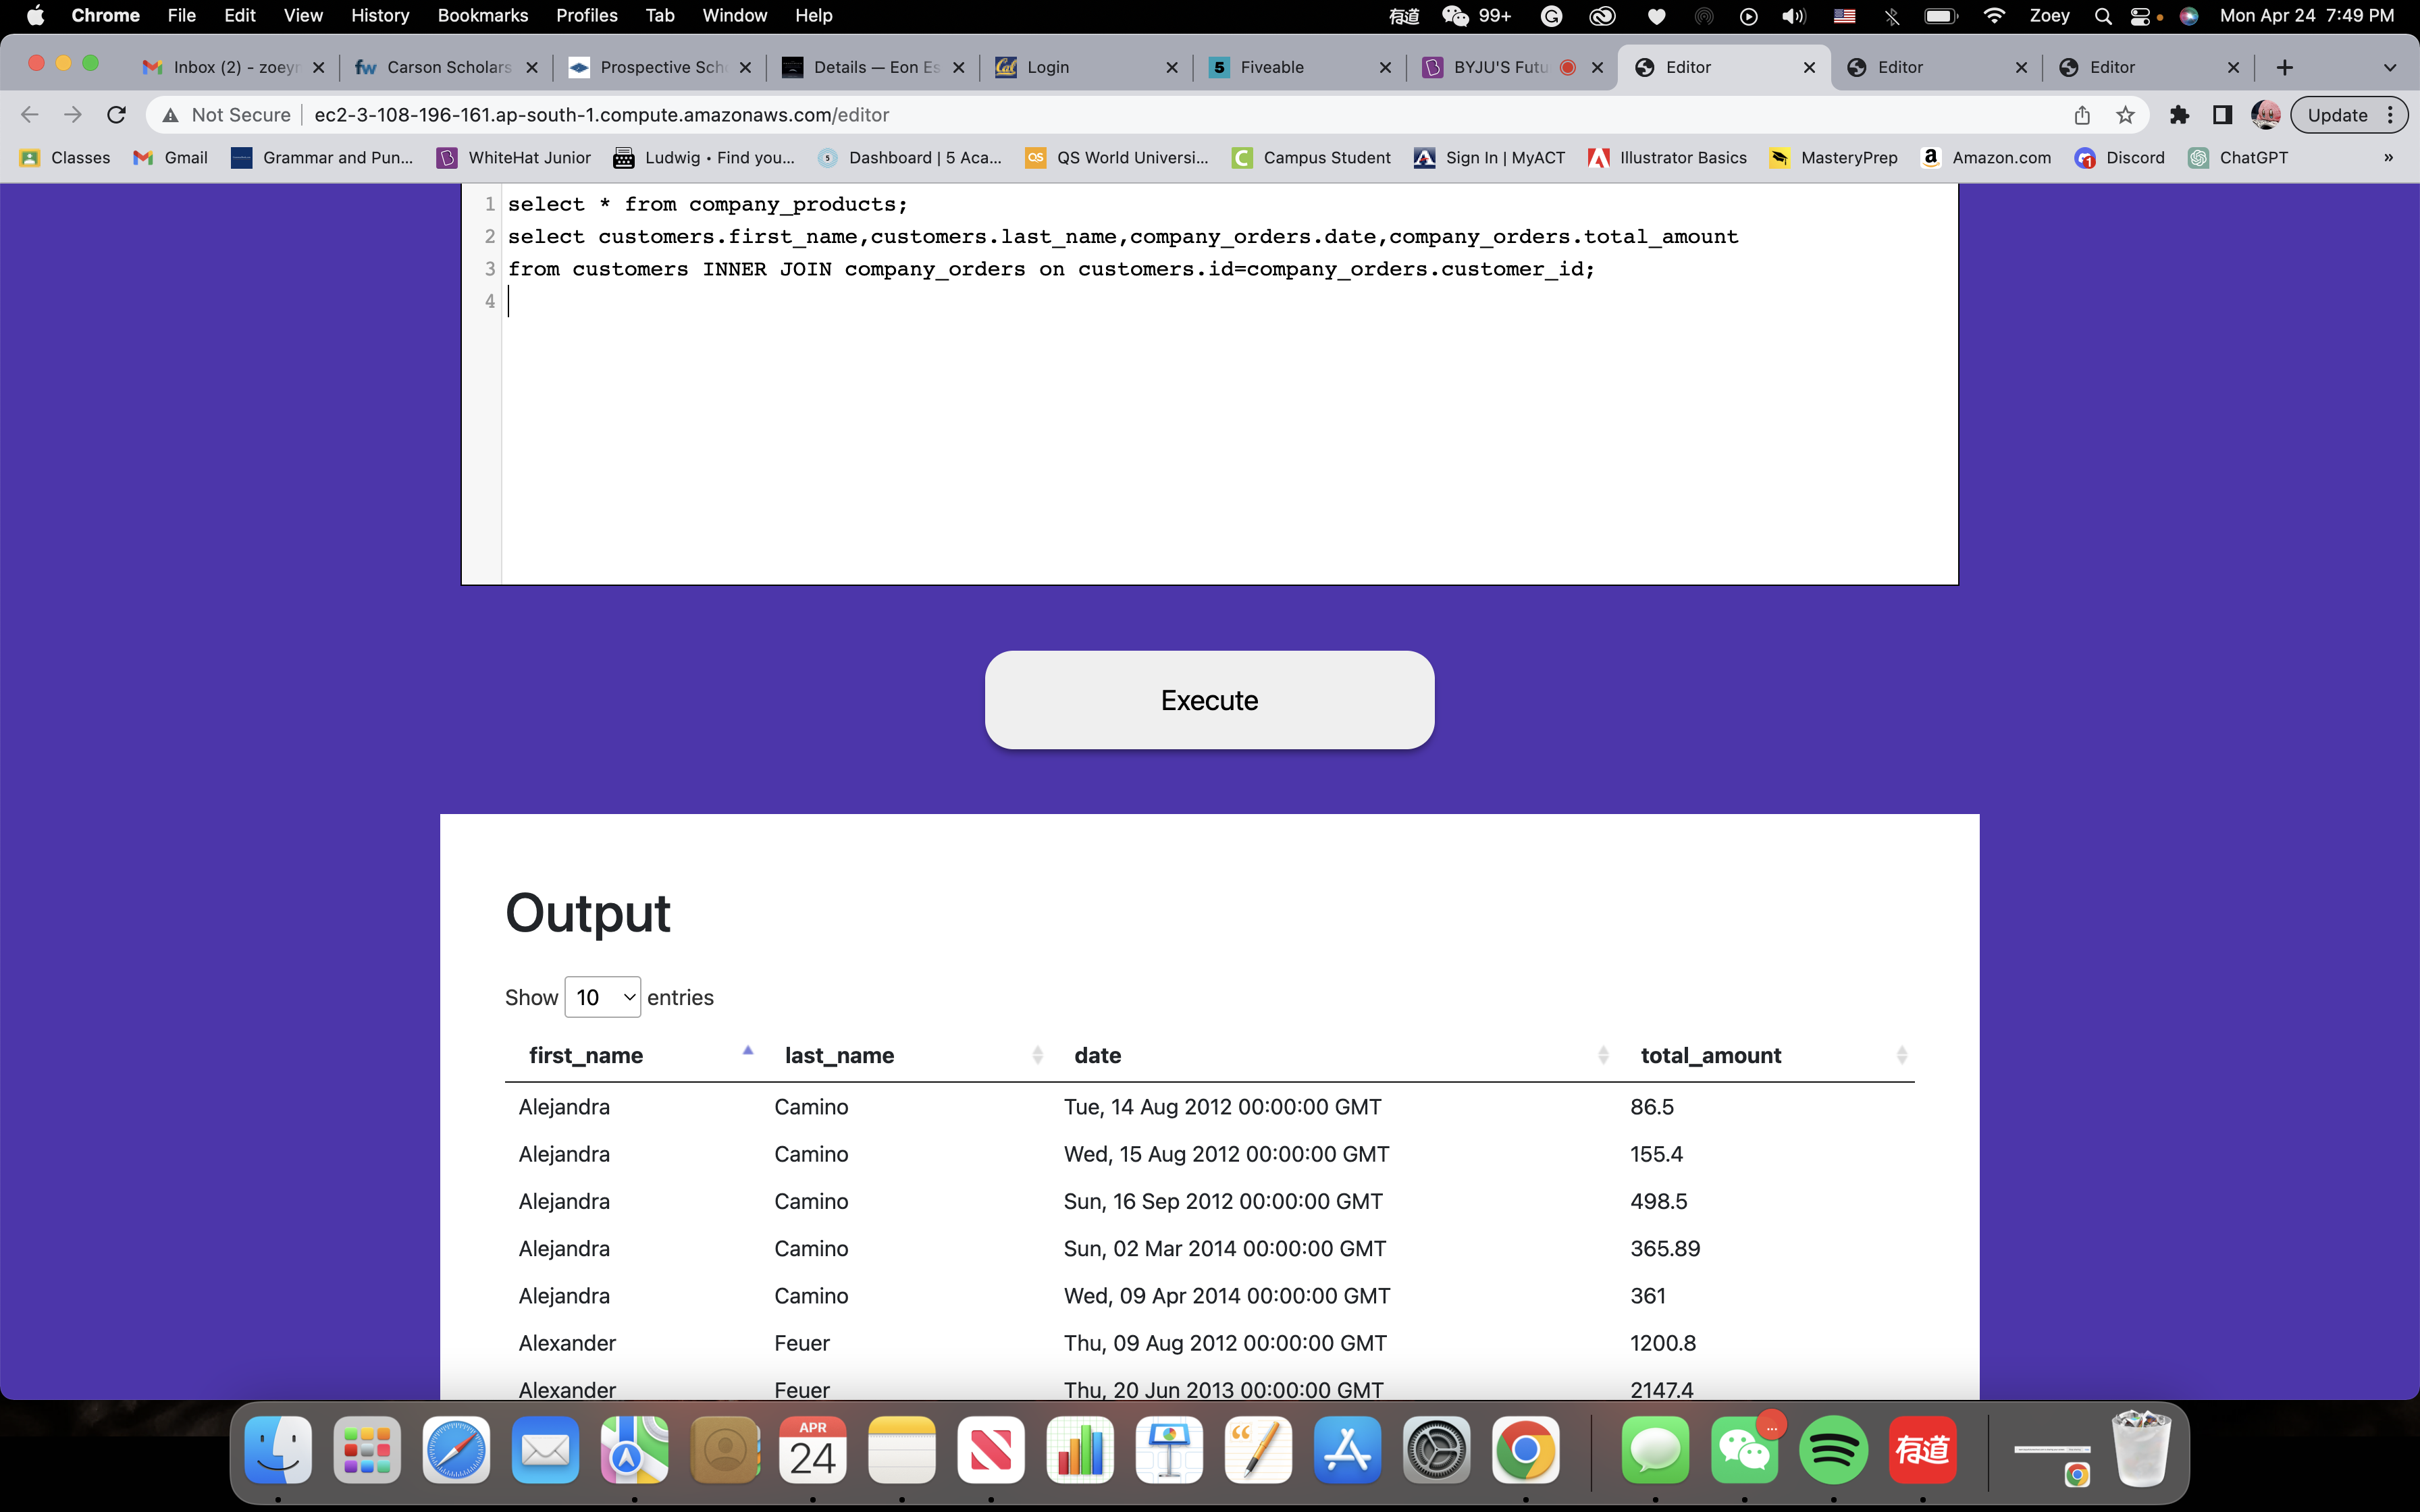 Chrome File Edit View History Bookmarks Profiles Tab Window Help 有道 99+ Zoey Mon Apr 24 7:49 PM
Inbox (2) - zoeyr fw Carson Scholars Prospective Sch Details — Eon Es Cal Login 5 Fiveable BYJU'S Futu Editor Editor Editor
Not Secure ec2-3-108-196-161.ap-south-1.compute.amazonaws.com/editor Update
Classes Gmail Grammar and Pun... WhiteHat Junior Ludwig • Find you... Dashboard | 5 Aca... QS QS World Universi... Campus Student Sign In | MyACT Illustrator Basics MasteryPrep Amazon.com Discord ChatGPT »
1 select * from company_products;
2 select customers.first_name,customers.last_name,company_orders.date,company_orders.total_amount
3 from customers INNER JOIN company_orders on customers.id=company_orders.customer_id;
4
Execute
Output
Show 10 entries
first_name last_name date total_amount
Alejandra Camino Tue, 14 Aug 2012 00:00:00 GMT 86.5
Alejandra Camino Wed, 15 Aug 2012 00:00:00 GMT 155.4
Alejandra Camino Sun, 16 Sep 2012 00:00:00 GMT 498.5
Alejandra Camino Sun, 02 Mar 2014 00:00:00 GMT 365.89
Alejandra Camino Wed, 09 Apr 2014 00:00:00 GMT 361
Alexander Feuer Thu, 09 Aug 2012 00:00:00 GMT 1200.8
Alexander Feuer Thu, 20 Jun 2013 00:00:00 GMT 2147.4
APR
24 有道